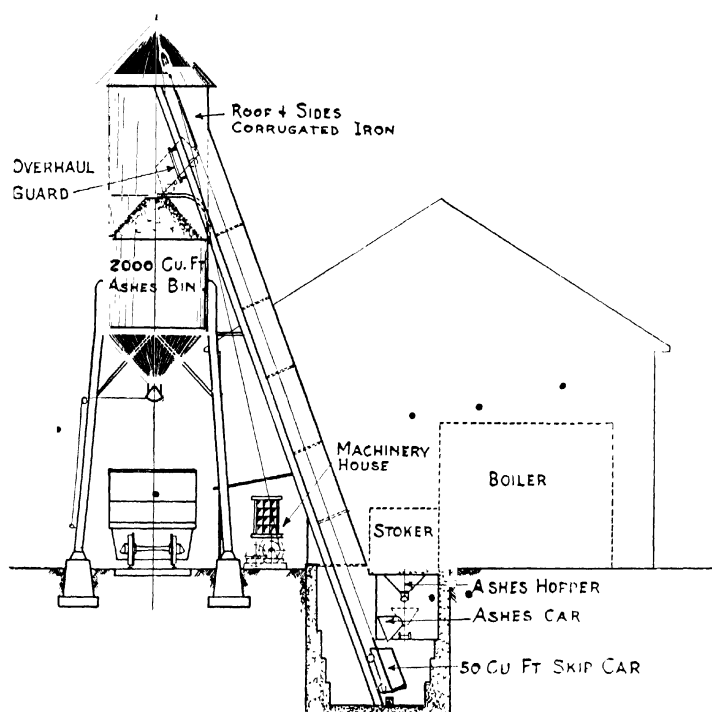 ROOF & SIDES
CORRUGATED IRON
OVERHAUL
GUARD
2000 CU. FT
ASHES BIN
MACHINERY
HOUSE
BOILER
STOKER
ASHES HOPPER
ASHES CAR
50 CU FT SKIP CAR